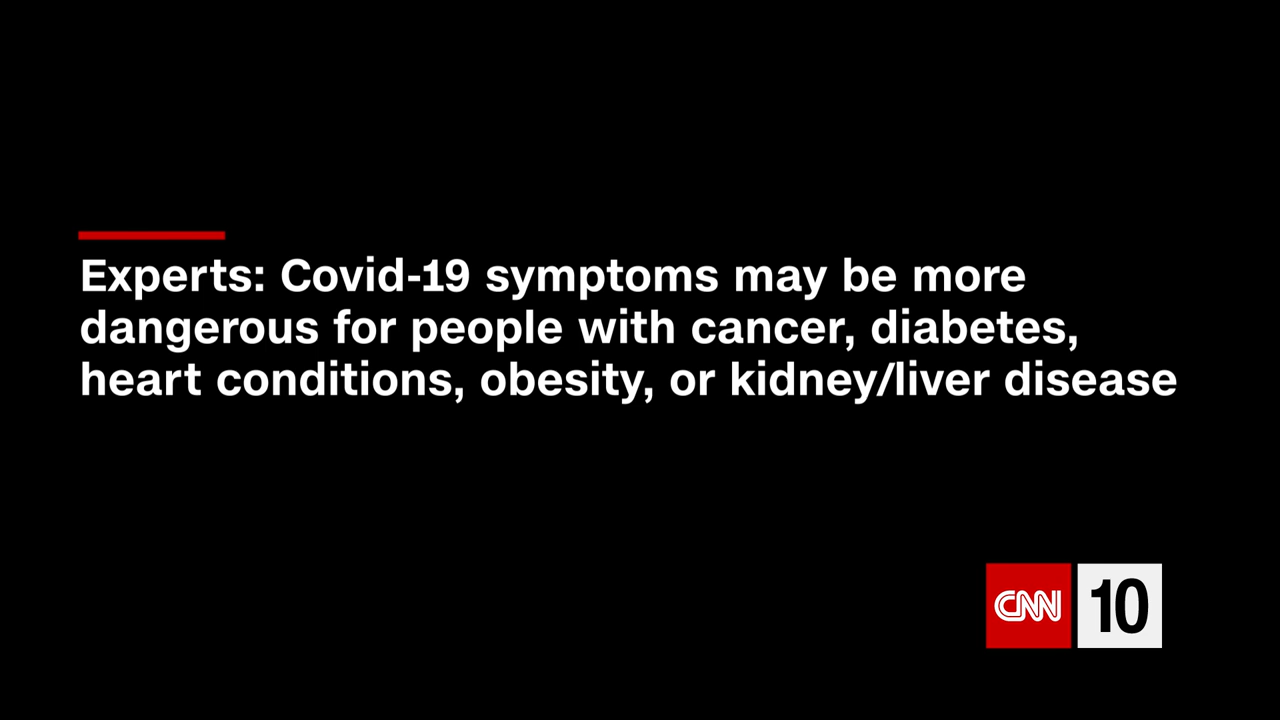 Experts: Covid-19 symptoms may be more
dangerous for people with cancer, diabetes,
heart conditions, obesity, or kidney/liver disease
CNN 10